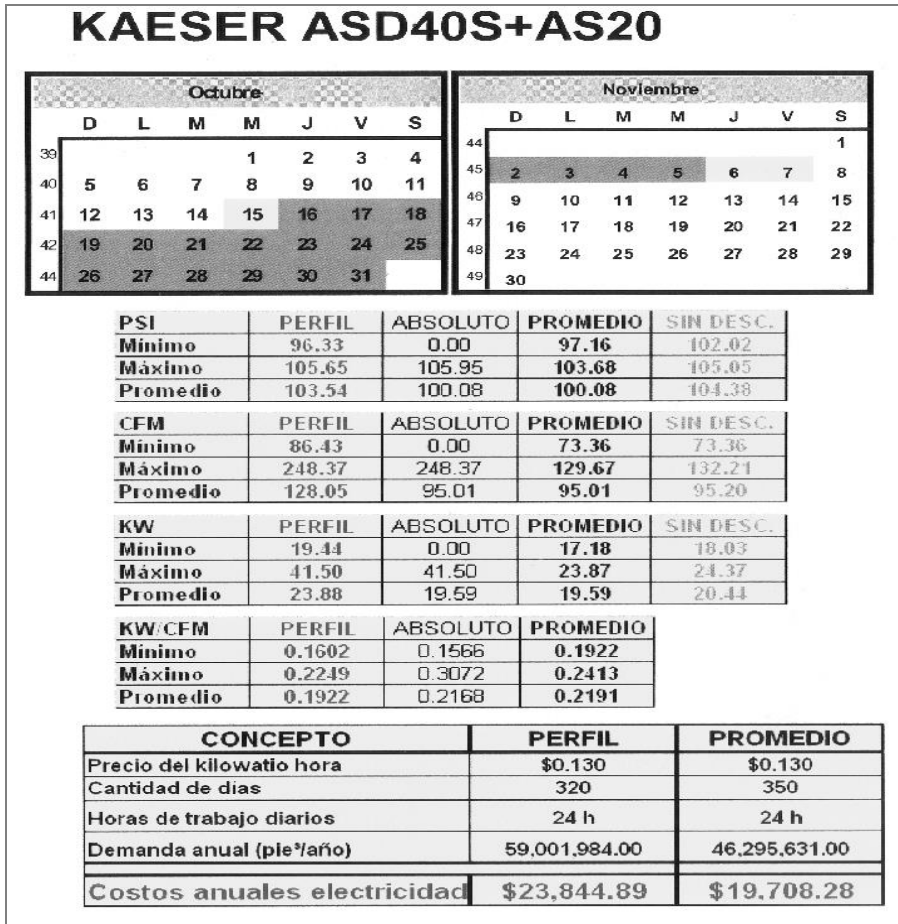 KAESER ASD40S+AS20
Octubre
D L M M J V S
39 1 2 3 4
40 5 6 7 8 9 10 11
41 12 13 14 15 16 17 18
42 19 20 21 22 23 24 25
44 26 27 28 29 30 31
Noviembre
D L M M J V S
44 1
45 2 3 4 5 6 7 8
46 9 10 11 12 13 14 15
47 16 17 18 19 20 21 22
48 23 24 25 26 27 28 29
49 30
PSI PERFIL ABSOLUTO PROMEDIO SIN DESC.
Mínimo 96.33 0.00 97.16 102.02
Máximo 105.65 105.95 103.68 105.05
Promedio 103.54 100.08 100.08 104.38
CFM PERFIL ABSOLUTO PROMEDIO SIN DESC.
Mínimo 86.43 0.00 73.36 73.36
Máximo 248.37 248.37 129.67 132.21
Promedio 128.05 95.01 95.01 95.20
KW PERFIL ABSOLUTO PROMEDIO SIN DESC.
Mínimo 19.44 0.00 17.18 18.03
Máximo 41.50 41.50 23.87 24.37
Promedio 23.88 19.59 19.59 20.44
KW/CFM PERFIL ABSOLUTO PROMEDIO
Mínimo 0.1602 0.1566 0.1922
Máximo 0.2249 0.3072 0.2413
Promedio 0.1922 0.2168 0.2191
CONCEPTO PERFIL PROMEDIO
Precio del kilowatio hora $0.130 $0.130
Cantidad de días 320 350
Horas de trabajo diarios 24 h 24 h
Demanda anual (pie³/año) 59,001,984.00 46,295,631.00
Costos anuales electricidad $23,844.89 $19,708.28